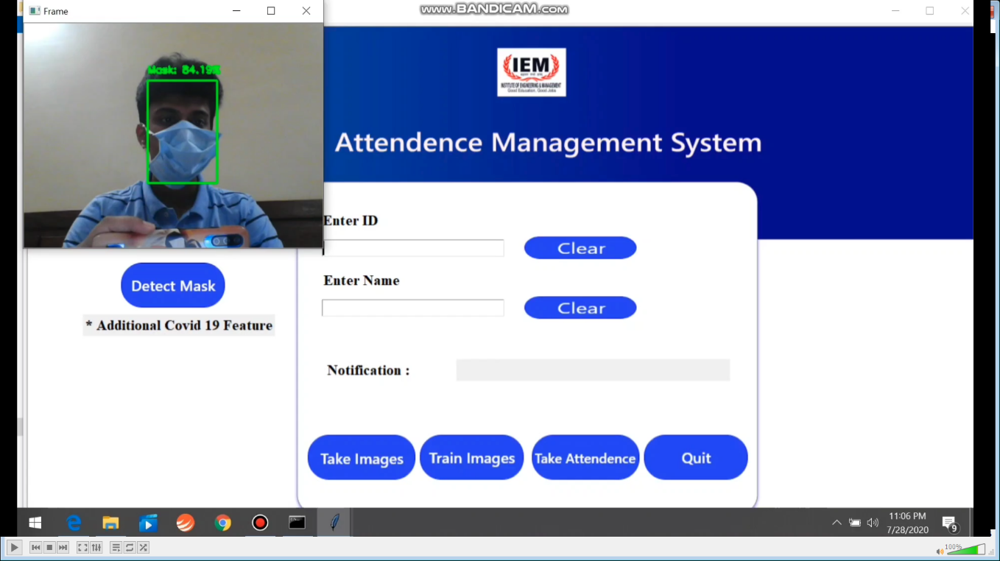 Frame
www.BANDICAM.com
Mask: 84.19%
IEM
INSTITUTE OF ENGINEERING & MANAGEMENT
Good Education, Good Jobs
Attendence Management System
Enter ID
Clear
Detect Mask
Enter Name
Clear
* Additional Covid 19 Feature
Notification :
Take Images
Train Images
Take Attendence
Quit
11:06 PM
7/28/2020
9
100%